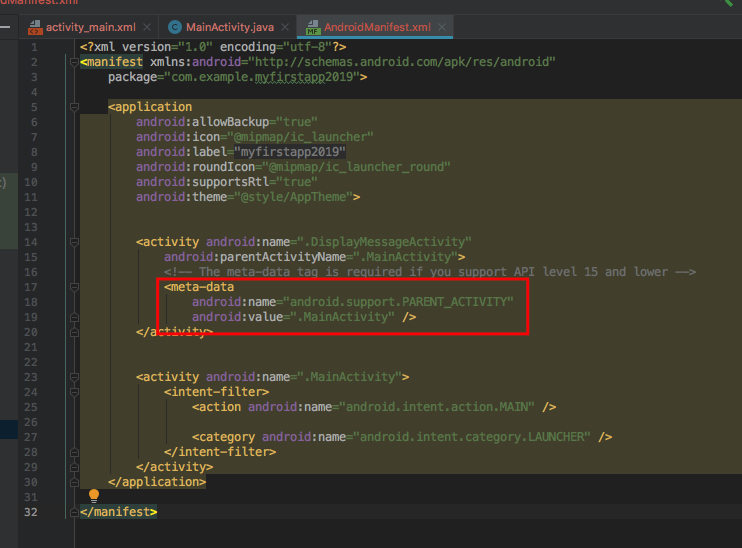 AndroidManifest.xml
activity_main.xml
MainActivity.java
AndroidManifest.xml
1 <?xml version="1.0" encoding="utf-8"?>
2 <manifest xmlns:android="http://schemas.android.com/apk/res/android"
3 package="com.example.myfirstapp2019">
4
5 <application
6 android:allowBackup="true"
7 android:icon="@mipmap/ic_launcher"
8 android:label="myfirstapp2019"
9 android:roundIcon="@mipmap/ic_launcher_round"
10 android:supportsRtl="true"
11 android:theme="@style/AppTheme">
12
13
14 <activity android:name=".DisplayMessageActivity"
15 android:parentActivityName=".MainActivity">
16 <!-- The meta-data tag is required if you support API level 15 and lower -->
17 <meta-data
18 android:name="android.support.PARENT_ACTIVITY"
19 android:value=".MainActivity" />
20 </activity>
21
22
23 <activity android:name=".MainActivity">
24 <intent-filter>
25 <action android:name="android.intent.action.MAIN" />
26
27 <category android:name="android.intent.category.LAUNCHER" />
28 </intent-filter>
29 </activity>
30 </application>
31
32 </manifest>